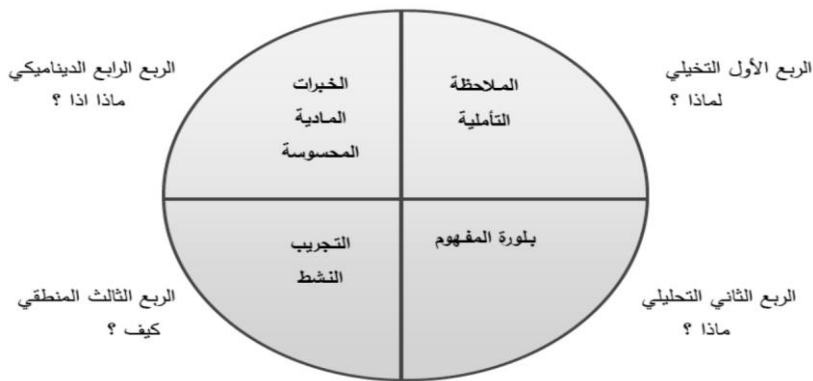 الربع الأول التخيلي
لماذا ؟
الملاحظة
التأملية
الخبرات
المادية
المحسوسة
الربع الرابع الديناميكي
ماذا اذا ؟
بلورة المفهوم
الربع الثاني التحليلي
ماذا ؟
التجريب
النشط
الربع الثالث المنطقي
كيف ؟